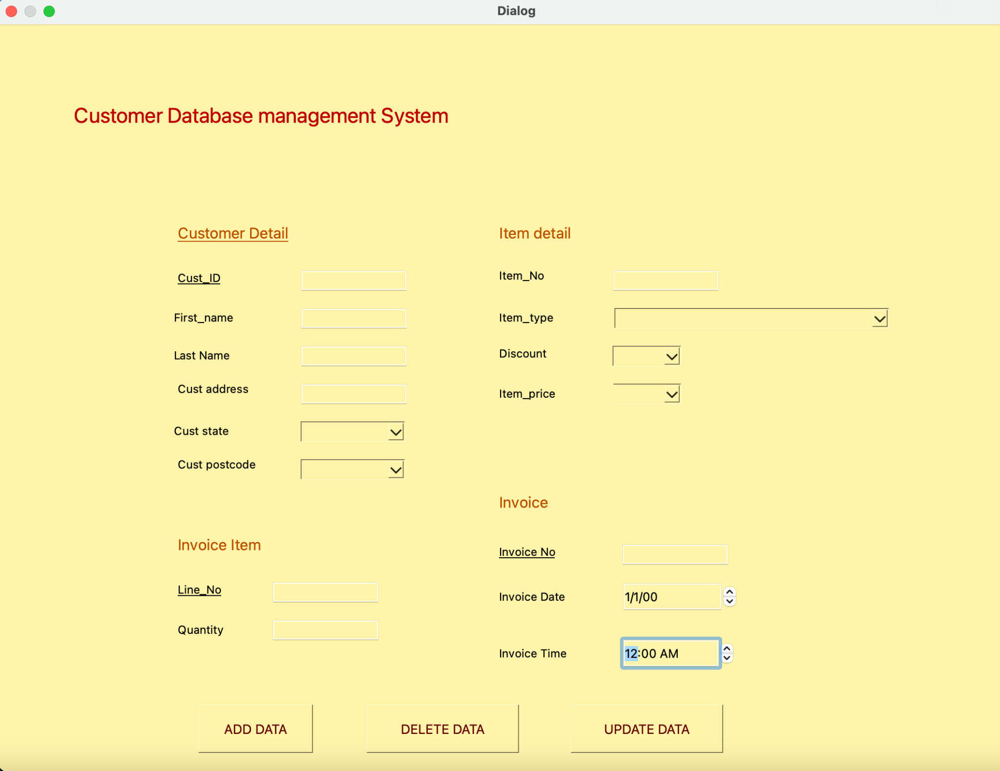 Dialog
Customer Database management System
Customer Detail
Cust_ID
First_name
Last Name
Cust address
Cust state
Cust postcode
Item detail
Item_No
Item_type
Discount
Item_price
Invoice Item
Line_No
Quantity
Invoice
Invoice No
Invoice Date 1/1/00
Invoice Time 12:00 AM
ADD DATA
DELETE DATA
UPDATE DATA